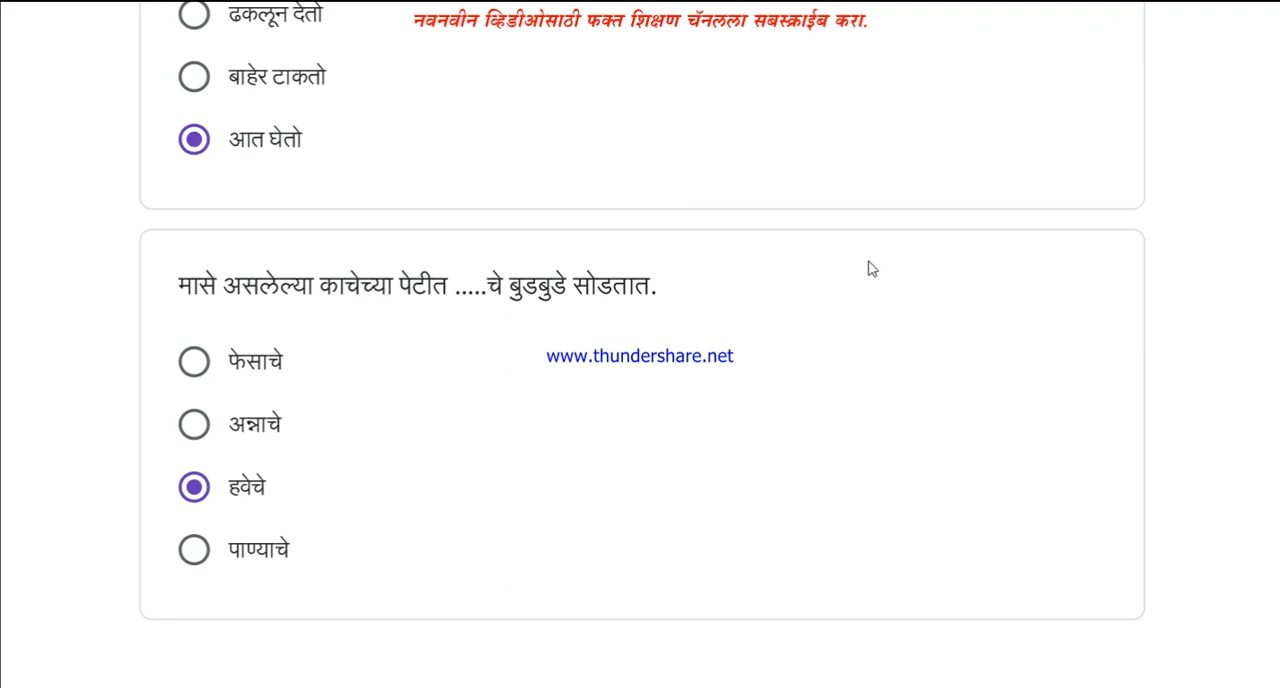 ढकलून देतो
नवनवीन व्हिडीओसाठी फक्त शिक्षण चॅनलला सबस्क्राईब करा.
बाहेर टाकतो
आत घेतो
मासे असलेल्या काचेच्या पेटीत .....चे बुडबुडे सोडतात.
फेसाचे
www.thundershare.net
अन्नाचे
हवेचे
पाण्याचे